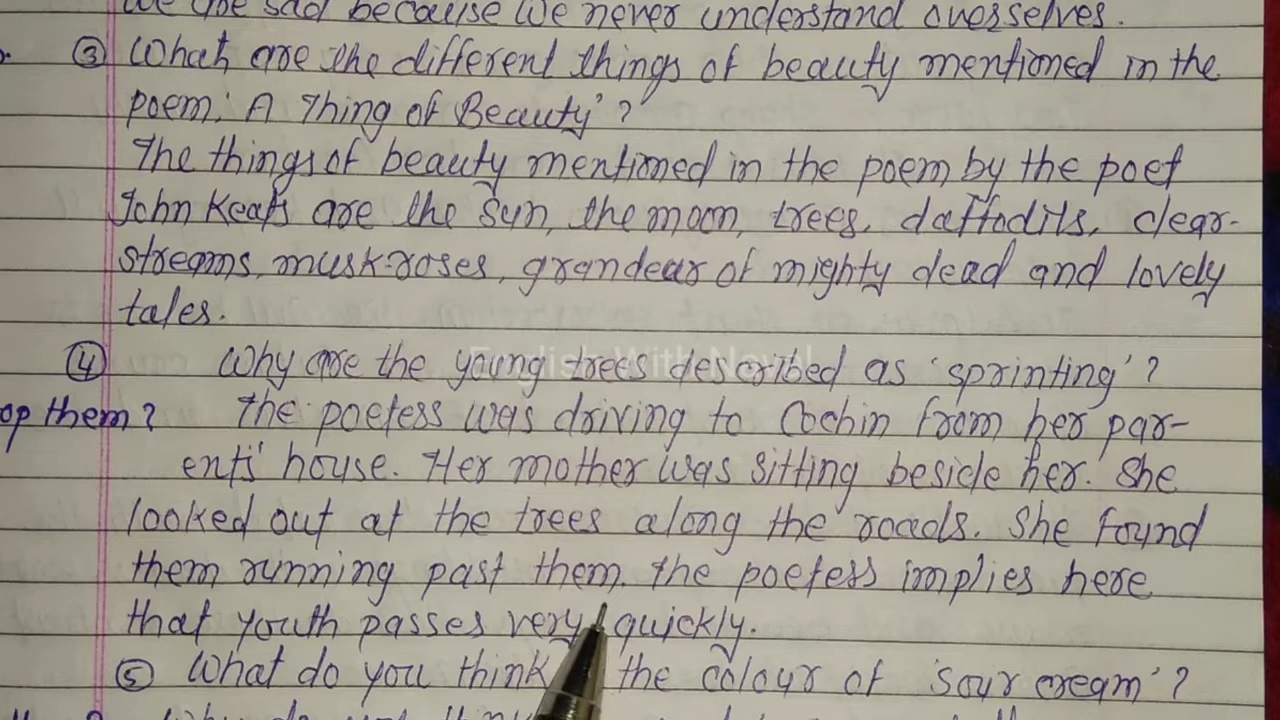 We are sad because we never understand ourselves.
③ What are the different things of beauty mentioned in the
poem 'A Thing of Beauty'?
The things of beauty mentioned in the poem by the poet
John Keats are the Sun, the moon, trees, daffodils, clear-
streams, musk-roses, grandear of mighty dead and lovely
tales.
④ Why are the young trees described as 'sprinting'?
op them? The poetess was driving to Cochin from her par-
ents' house. Her mother was sitting beside her. She
looked out at the trees along the roads. She found
them running past them. The poetess implies here
that youth passes very quickly.
⑤ What do you think the colour of 'sour cream'?
English With N